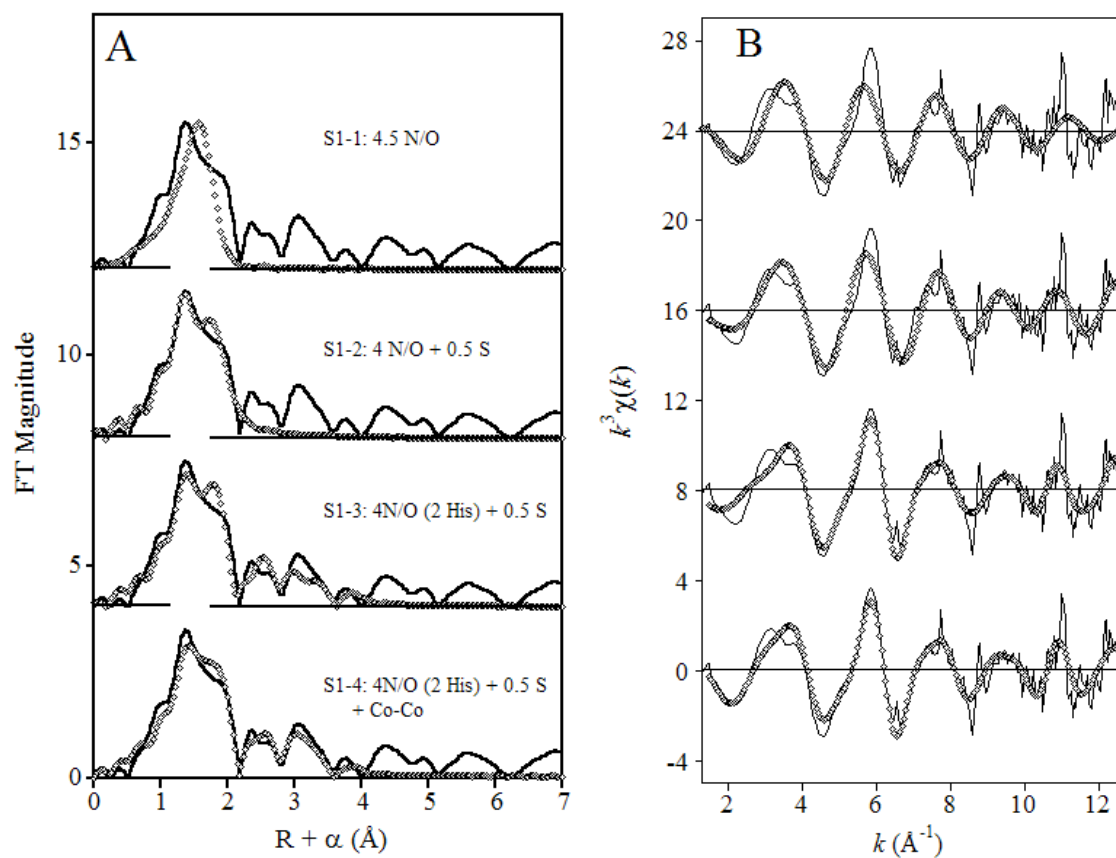 A
15
S1-1: 4.5 N/O
10
S1-2: 4 N/O + 0.5 S
5
S1-3: 4N/O (2 His) + 0.5 S
S1-4: 4N/O (2 His) + 0.5 S
+ Co-Co
0
0 1 2 3 4 5 6 7
R + α (Å)
FT Magnitude
B
28
24
20
16
12
8
4
0
-4
2 4 6 8 10 12
k (Å⁻¹)
k³χ(k)